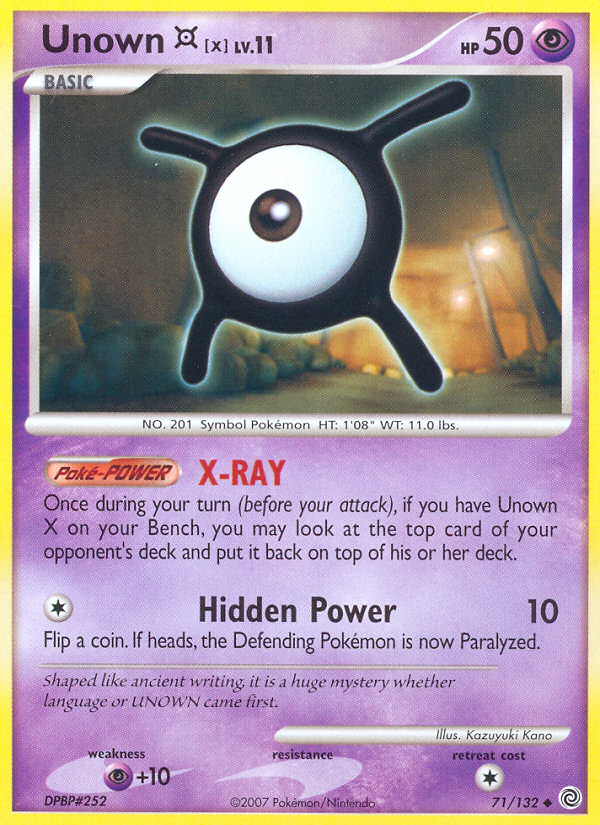 Unown [X] LV.11
HP 50
BASIC
NO. 201 Symbol Pokémon HT: 1'08" WT: 11.0 lbs.
Poké-POWER X-RAY
Once during your turn (before your attack), if you have Unown
X on your Bench, you may look at the top card of your
opponent's deck and put it back on top of his or her deck.
Hidden Power 10
Flip a coin. If heads, the Defending Pokémon is now Paralyzed.
Shaped like ancient writing, it is a huge mystery whether
language or UNOWN came first.
Illus. Kazuyuki Kano
weakness resistance retreat cost
+10
DPBP#252 ©2007 Pokémon/Nintendo 71/132